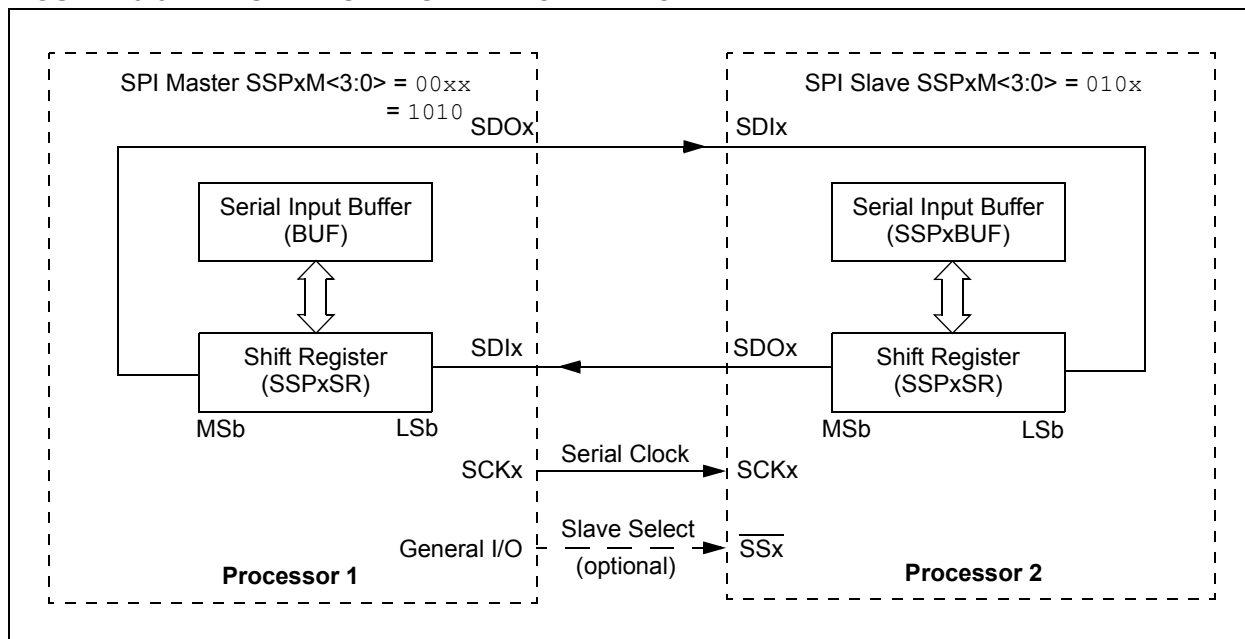 SPI Master SSPxM<3:0> = 00xx
= 1010
SDOx
Serial Input Buffer
(BUF)
SDIx
Shift Register
(SSPxSR)
MSb
LSb
SCKx
General I/O
Processor 1
Serial Clock
Slave Select
(optional)
SPI Slave SSPxM<3:0> = 010x
SDIx
Serial Input Buffer
(SSPxBUF)
SDOx
Shift Register
(SSPxSR)
MSb
LSb
SCKx
S̅S̅x̅
Processor 2